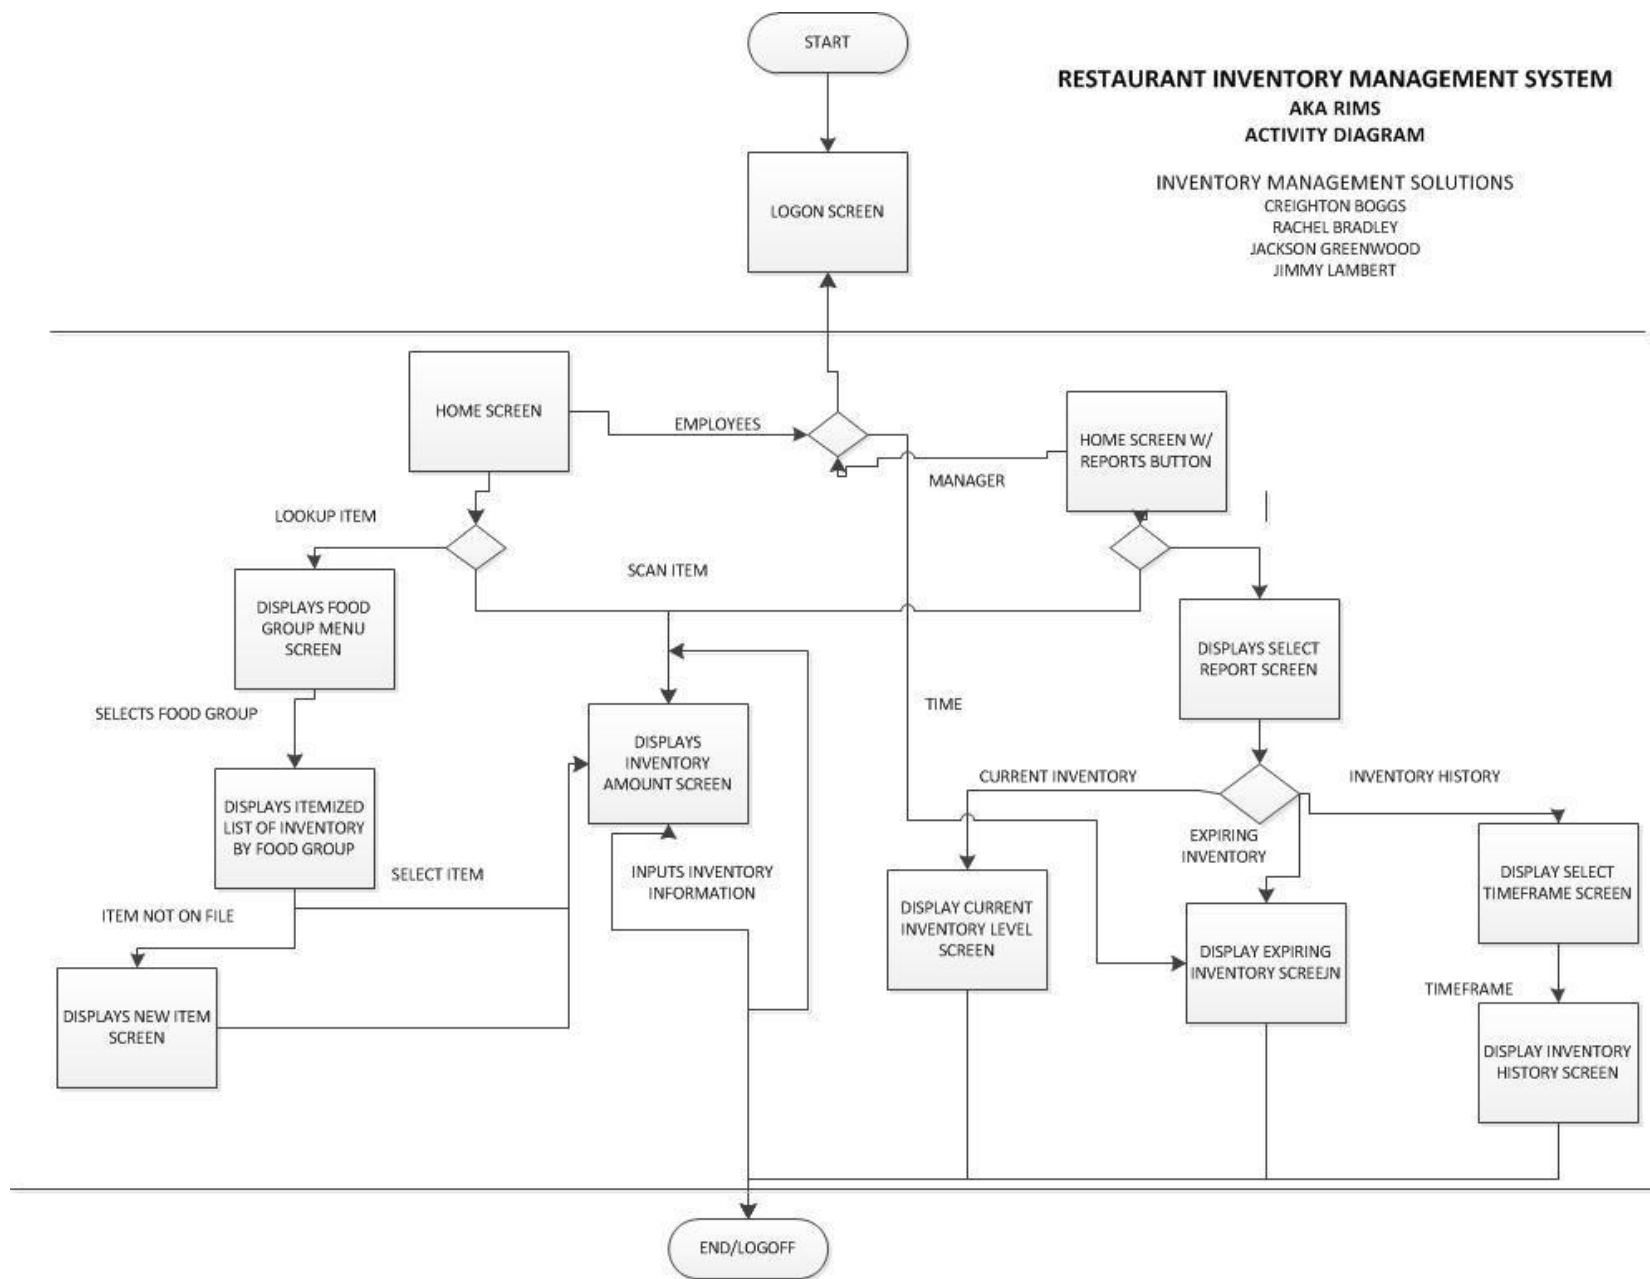 START
RESTAURANT INVENTORY MANAGEMENT SYSTEM
AKA RIMS
ACTIVITY DIAGRAM
INVENTORY MANAGEMENT SOLUTIONS
CREIGHTON BOGGS
RACHEL BRADLEY
JACKSON GREENWOOD
JIMMY LAMBERT
LOGON SCREEN
HOME SCREEN
EMPLOYEES
HOME SCREEN W/
REPORTS BUTTON
MANAGER
LOOKUP ITEM
SCAN ITEM
DISPLAYS FOOD
GROUP MENU
SCREEN
DISPLAYS SELECT
REPORT SCREEN
SELECTS FOOD GROUP
TIME
DISPLAYS
INVENTORY
AMOUNT SCREEN
CURRENT INVENTORY
INVENTORY HISTORY
DISPLAYS ITEMIZED
LIST OF INVENTORY
BY FOOD GROUP
EXPIRING
INVENTORY
SELECT ITEM
INPUTS INVENTORY
INFORMATION
DISPLAY SELECT
TIMEFRAME SCREEN
ITEM NOT ON FILE
DISPLAY CURRENT
INVENTORY LEVEL
SCREEN
DISPLAY EXPIRING
INVENTORY SCREEJN
TIMEFRAME
DISPLAYS NEW ITEM
SCREEN
DISPLAY INVENTORY
HISTORY SCREEN
END/LOGOFF